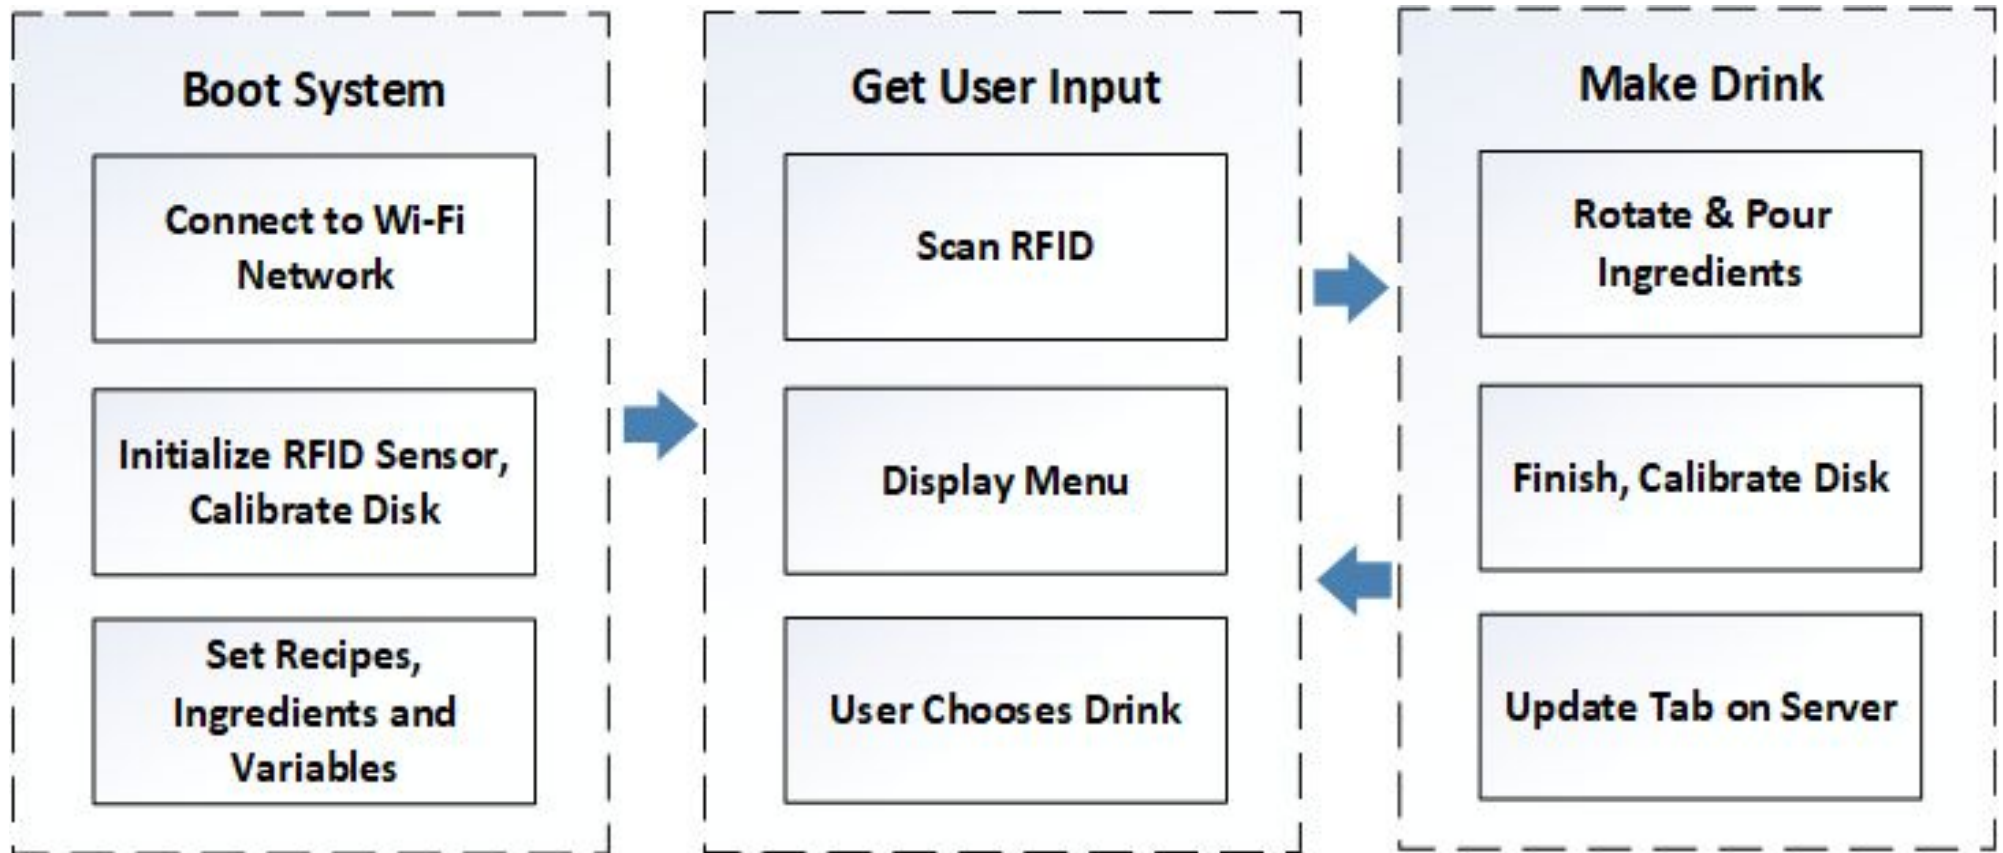 Boot System
Connect to Wi-Fi
Network
Initialize RFID Sensor,
Calibrate Disk
Set Recipes,
Ingredients and
Variables
Get User Input
Scan RFID
Display Menu
User Chooses Drink
Make Drink
Rotate & Pour
Ingredients
Finish, Calibrate Disk
Update Tab on Server